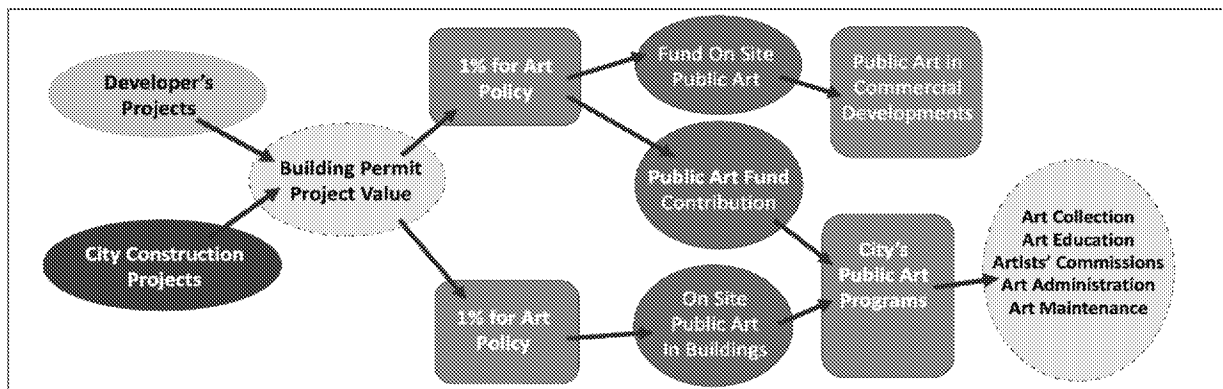 Developer's
Projects
City Construction
Projects
Building Permit
Project Value
1% for Art
Policy
1% for Art
Policy
Fund On Site
Public Art
Public Art Fund
Contribution
On Site
Public Art
in Buildings
Public Art in
Commercial
Developments
City's
Public Art
Programs
Art Collection
Art Education
Artists' Commissions
Art Administration
Art Maintenance